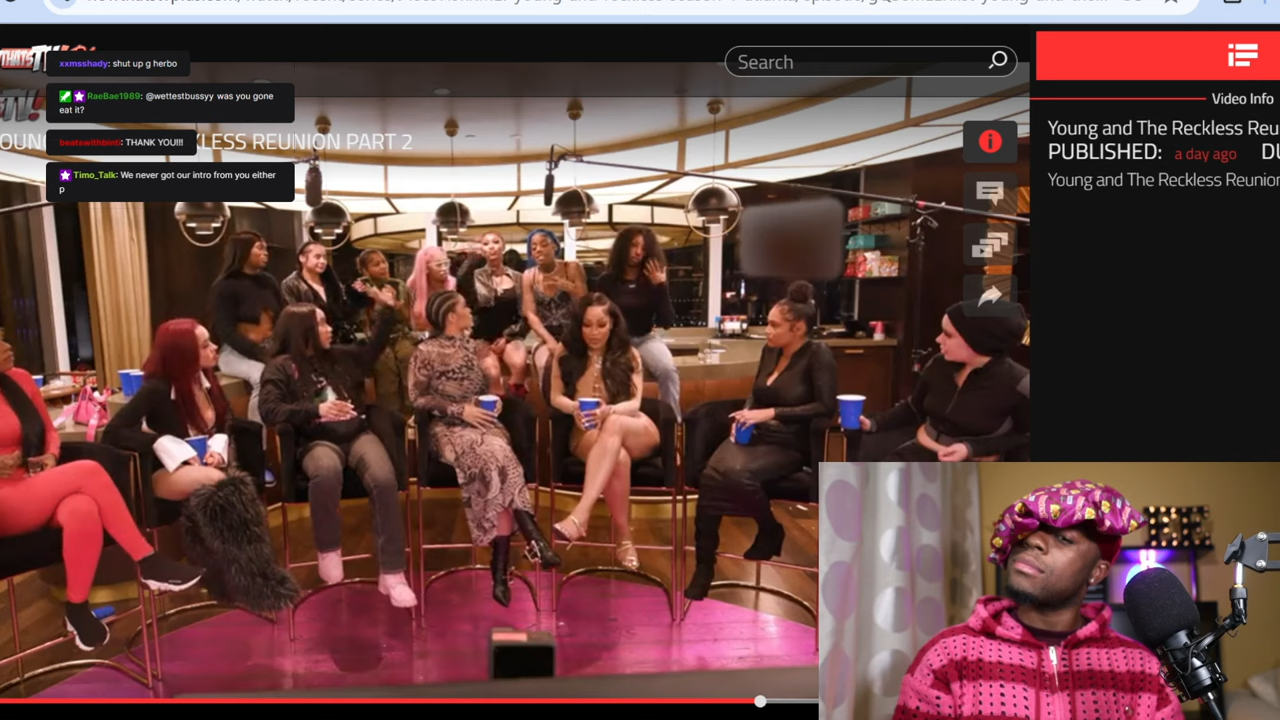 xxmsshady: shut up g herbo
Search
RaeBae1989: @wettestbussyy was you gone
eat it?
Video Info
Young and The Reckless Reu
KLESS REUNION PART 2
THANK YOU!!!
PUBLISHED: a day ago DU
Timo_Talk: We never got our intro from you either
p
Young and The Reckless Reunion